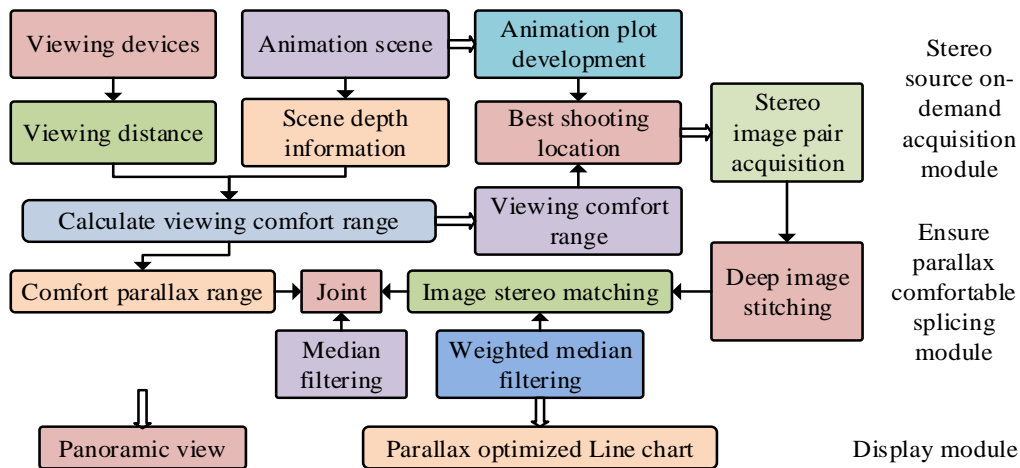 Viewing devices
Animation scene
Animation plot
development
Stereo
source on-
demand
acquisition
module
Viewing distance
Scene depth
information
Best shooting
location
Stereo
image pair
acquisition
Calculate viewing comfort range
Viewing comfort
range
Ensure
parallax
comfortable
splicing
module
Comfort parallax range
Joint
Image stereo matching
Deep image
stitching
Median
filtering
Weighted median
filtering
Panoramic view
Parallax optimized Line chart
Display module